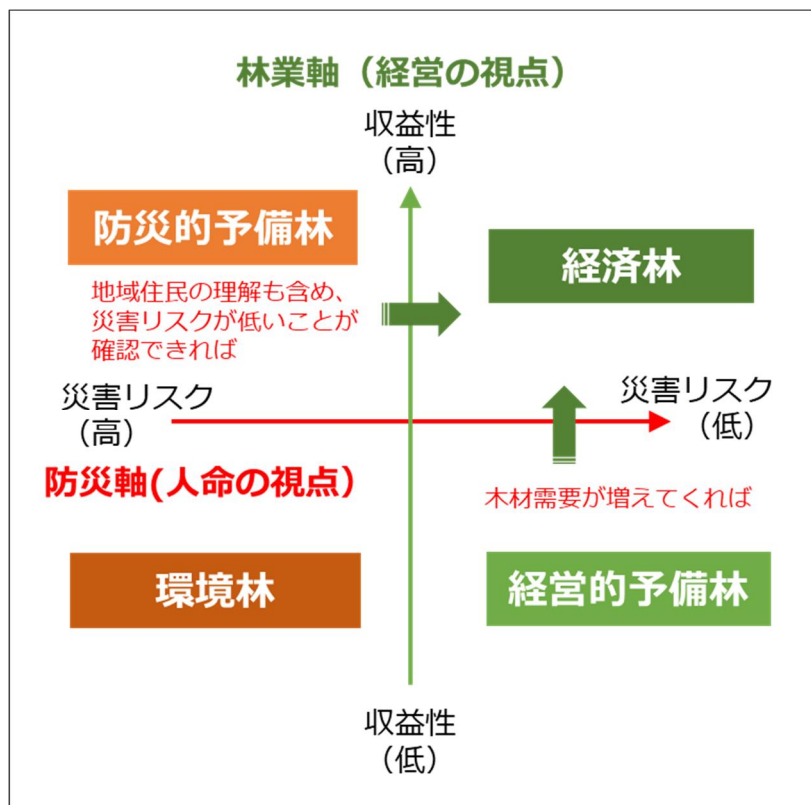 林業軸（経営の視点）
収益性
（高）
防災的予備林
経済林
地域住民の理解も含め、
災害リスクが低いことが
確認できれば
災害リスク
（高）
災害リスク
（低）
防災軸(人命の視点）
木材需要が増えてくれば
環境林
経営的予備林
収益性
（低）